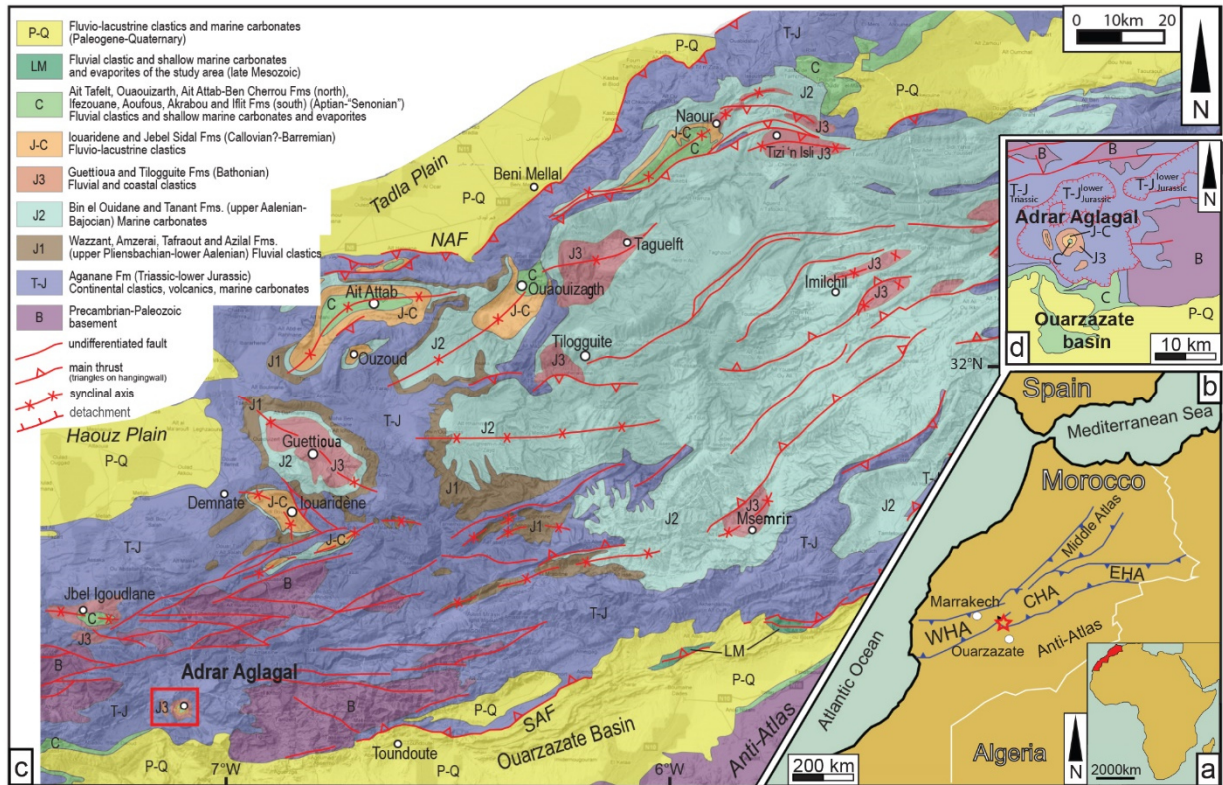 P-Q
Fluvio-lacustrine clastics and marine carbonates
(Paleogene-Quaternary)
LM
Fluvial clastic and shallow marine carbonates
and evaporites of the study area (late Mesozoic)
C
Ait Tafelt, Ouaouizarth, Ait Attab-Ben Cherrou Fms (north),
Ifezouane, Aoufous, Akrabou and Iflit Fms (south) (Aptian-“Senonian”)
Fluvial clastics and shallow marine carbonates and evaporites
J-C
Iouaridene and Jebel Sidal Fms (Callovian?-Barremian)
Fluvio-lacustrine clastics
J3
Guettioua and Tilogguite Fms (Bathonian)
Fluvial and coastal clastics
J2
Bin el Ouidane and Tanant Fms. (upper Aalenian-
Bajocian) Marine carbonates
J1
Wazzant, Amzerai, Tafraout and Azilal Fms.
(upper Pliensbachian-lower Aalenian) Fluvial clastics
T-J
Aganane Fm (Triassic-lower Jurassic)
Continental clastics, volcanics, marine carbonates
B
Precambrian-Paleozoic
basement
undifferentiated fault
main thrust
(triangles on hangingwall)
synclinal axis
detachment
0 10km 20
N
T-J
P-Q
C
J2
P-Q
Naour
J-C
C
J3
Tizi 'n Isli
J3
Beni Mellal
Tadla Plain
P-Q
NAF
Taguelft
J3
C
Ouaouizagth
Ait Attab
C
J-C
J-C
Imilchil
J3
J3
Tilogguite
J3
J2
J1
Ouzoud
32°N
Haouz Plain
P-Q
J1
T-J
J2
Guettioua
J2
J3
J1
Demnate
J-C
Iouaridène
J-C
J1
J2
J3
Msemrir
T-J
J2
T-J
T-J
B
Jbel Igoudlane
C
J3
T-J
B
LM
P-Q
Adrar Aglagal
T-J
J3
B
P-Q
SAF
Ouarzazate Basin
Anti-Atlas
Toundoute
C
P-Q
7°W
P-Q
6°W
c
B
B
N
T-J
Triassic
T-J
lower
Jurassic
T-J
lower
Jurassic
Adrar Aglagal
J-C
C
J3
B
C
P-Q
Ouarzazate
basin
d
10 km
b
Spain
Mediterranean Sea
Morocco
Middle Atlas
EHA
CHA
Marrakech
WHA
Ouarzazate
Anti-Atlas
Atlantic Ocean
Algeria
200 km
N
2000km
a